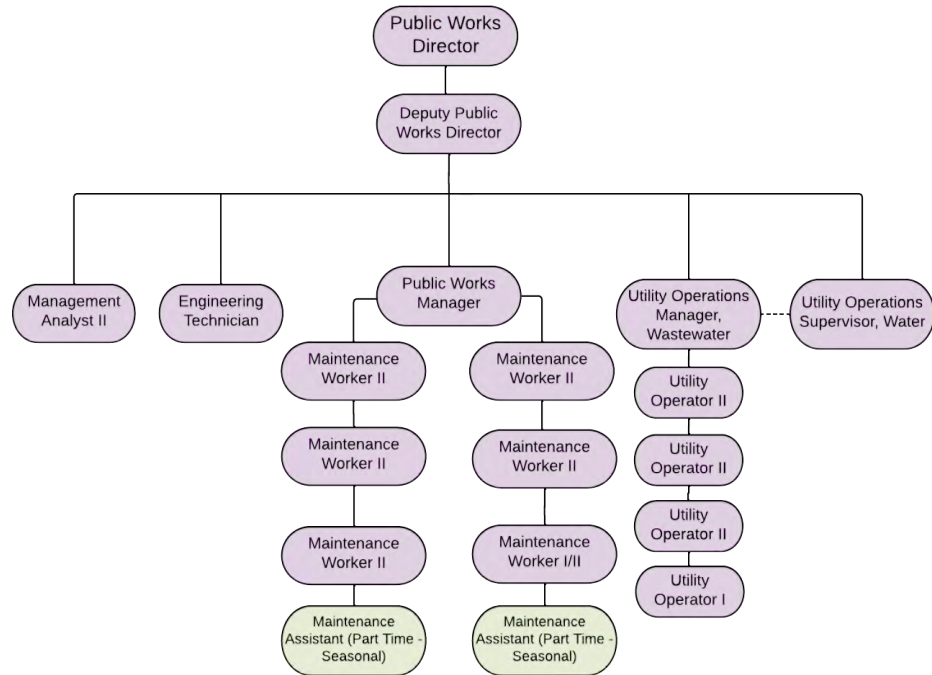 Public Works
Director
Deputy Public
Works Director
Management
Analyst II
Engineering
Technician
Public Works
Manager
Utility Operations
Manager,
Wastewater
Utility Operations
Supervisor, Water
Maintenance
Worker II
Maintenance
Worker II
Maintenance
Worker II
Maintenance
Assistant (Part Time -
Seasonal)
Maintenance
Worker II
Maintenance
Worker II
Maintenance
Worker I/II
Maintenance
Assistant (Part Time -
Seasonal)
Utility
Operator II
Utility
Operator II
Utility
Operator II
Utility
Operator I